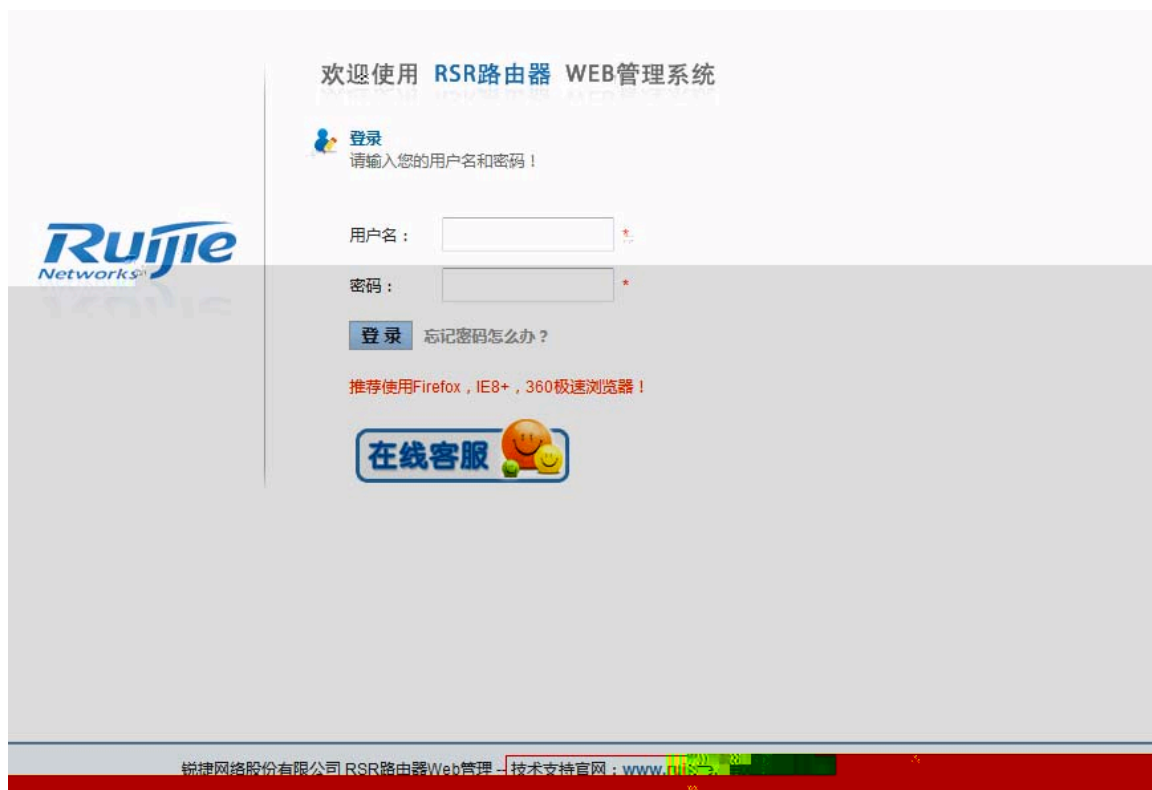 欢迎使用 RSR路由器 WEB管理系统
登录
请输入您的用户名和密码！
Ruijie
Networks
用户名： *
密码： *
登 录 忘记密码怎么办？
推荐使用Firefox，IE8+，360极速浏览器！
在线客服
锐捷网络股份有限公司 RSR路由器Web管理 -- 技术支持官网：www.